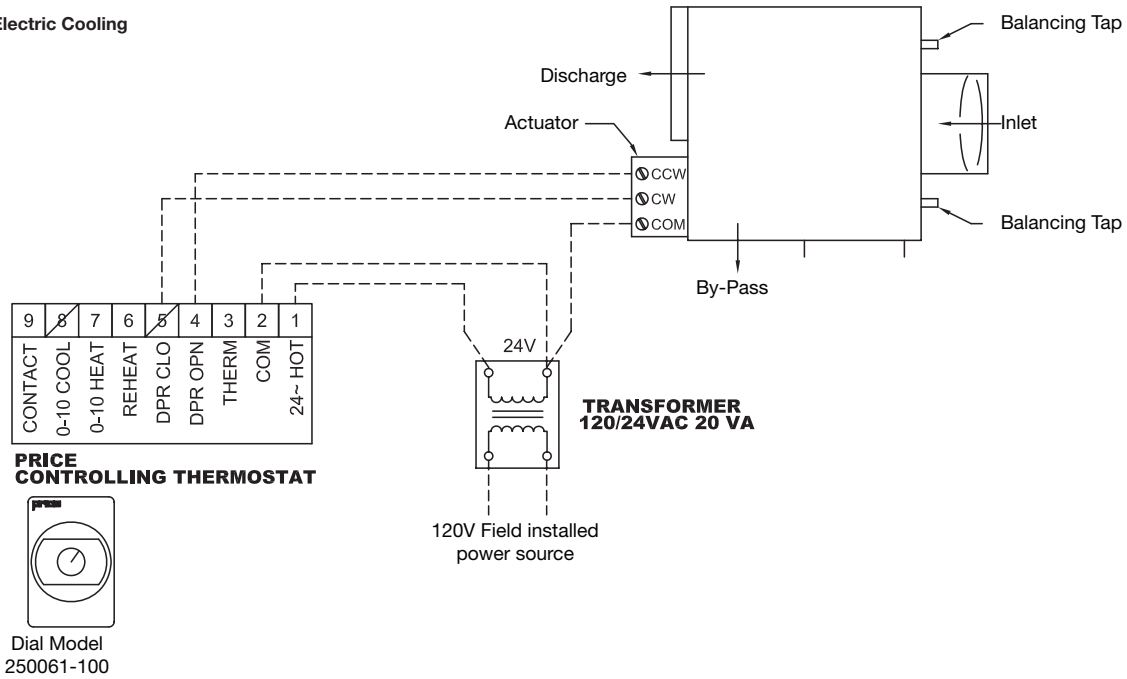 Electric Cooling
Balancing Tap
Discharge
Actuator
Inlet
CCW
CW
COM
Balancing Tap
By-Pass
9 8 7 6 5 4 3 2 1
CONTACT
0-10 COOL
0-10 HEAT
REHEAT
DPR CLO
DPR OPN
THERM
COM
24~ HOT
24V
TRANSFORMER
120/24VAC 20 VA
PRICE
CONTROLLING THERMOSTAT
120V Field installed
power source
Dial Model
250061-100